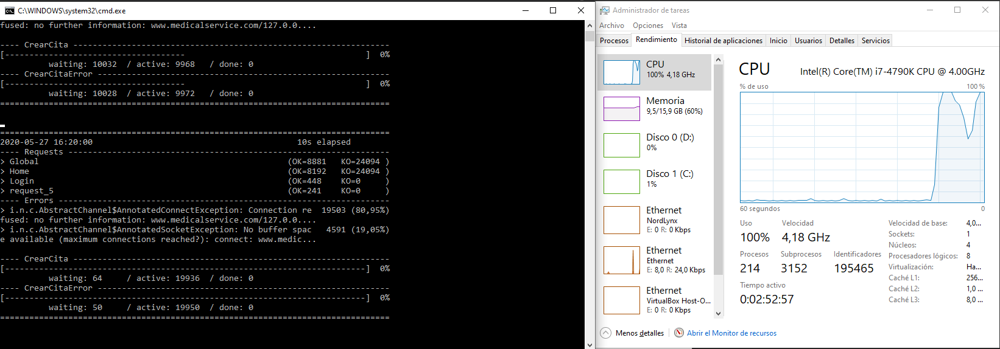 C:\WINDOWS\system32\cmd.exe
fused: no further information: www.medicalservice.com/127.0.0....
---- CrearCita -----------------------------------------------------------------
[-------------------------------------                                     ]  0%
          waiting: 10032  / active: 9968   / done: 0
---- CrearCitaError ------------------------------------------------------------
[-------------------------------------                                     ]  0%
          waiting: 10028  / active: 9972   / done: 0
================================================================================
================================================================================
2020-05-27 16:20:00                                          10s elapsed
---- Requests ------------------------------------------------------------------
> Global                                                   (OK=8881   KO=24094 )
> Home                                                     (OK=8192   KO=24094 )
> Login                                                    (OK=448    KO=0     )
> request_5                                                (OK=241    KO=0     )
---- Errors --------------------------------------------------------------------
> i.n.c.AbstractChannel$AnnotatedConnectException: Connection re  19503 (80,95%)
fused: no further information: www.medicalservice.com/127.0.0....
> i.n.c.AbstractChannel$AnnotatedSocketException: No buffer spac   4591 (19,05%)
e available (maximum connections reached?): connect: www.medic...
---- CrearCita -----------------------------------------------------------------
[--------------------------------------------------------------------------]  0%
          waiting: 64     / active: 19936  / done: 0
---- CrearCitaError ------------------------------------------------------------
[--------------------------------------------------------------------------]  0%
          waiting: 50     / active: 19950  / done: 0
================================================================================
Administrador de tareas
Archivo Opciones Vista
Procesos Rendimiento Historial de aplicaciones Inicio Usuarios Detalles Servicios
CPU
100% 4,18 GHz
Memoria
9,5/15,9 GB (60%)
Disco 0 (D:)
0%
Disco 1 (C:)
1%
Ethernet
NordLynx
E: 0 R: 0 Kbps
Ethernet
Ethernet
E: 8,0 R: 24,0 Kbps
Ethernet
VirtualBox Host-O...
E: 0 R: 0 Kbps
CPU Intel(R) Core(TM) i7-4790K CPU @ 4.00GHz
% de uso 100 %
60 segundos 0
Uso Velocidad
100% 4,18 GHz
Procesos Subprocesos Identificadores
214 3152 195465
Tiempo activo
0:02:52:57
Velocidad de base: 4,0...
Sockets: 1
Núcleos: 4
Procesadores lógicos: 8
Virtualización: Ha...
Caché L1: 256...
Caché L2: 1,0 ...
Caché L3: 8,0 ...
Menos detalles Abrir el Monitor de recursos